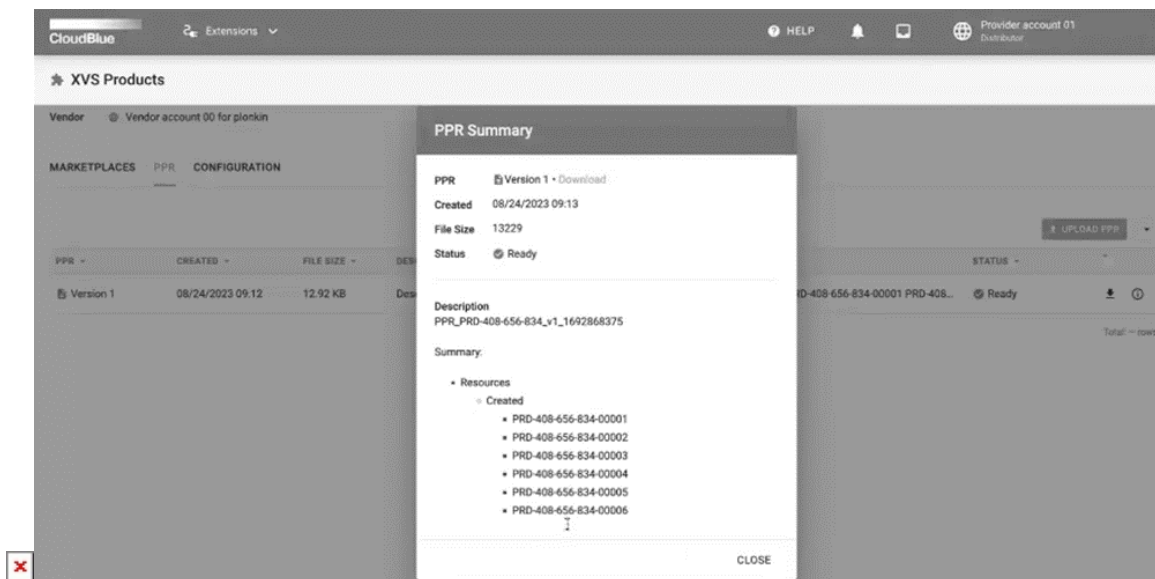 CloudBlue
Extensions
HELP
Provider account 01
Distributor
XVS Products
Vendor Vendor account 00 for plonkin
MARKETPLACES PPR CONFIGURATION
UPLOAD PPR
PPR CREATED FILE SIZE DES STATUS
Version 1 08/24/2023 09:12 12.92 KB Des RD-408-656-834-00001 PRD-408... Ready
Total: — rows
PPR Summary
PPR Version 1 • Download
Created 08/24/2023 09:13
File Size 13229
Status Ready
Description
PPR_PRD-408-656-834_v1_1692868375
Summary:
Resources
Created
PRD-408-656-834-00001
PRD-408-656-834-00002
PRD-408-656-834-00003
PRD-408-656-834-00004
PRD-408-656-834-00005
PRD-408-656-834-00006
CLOSE